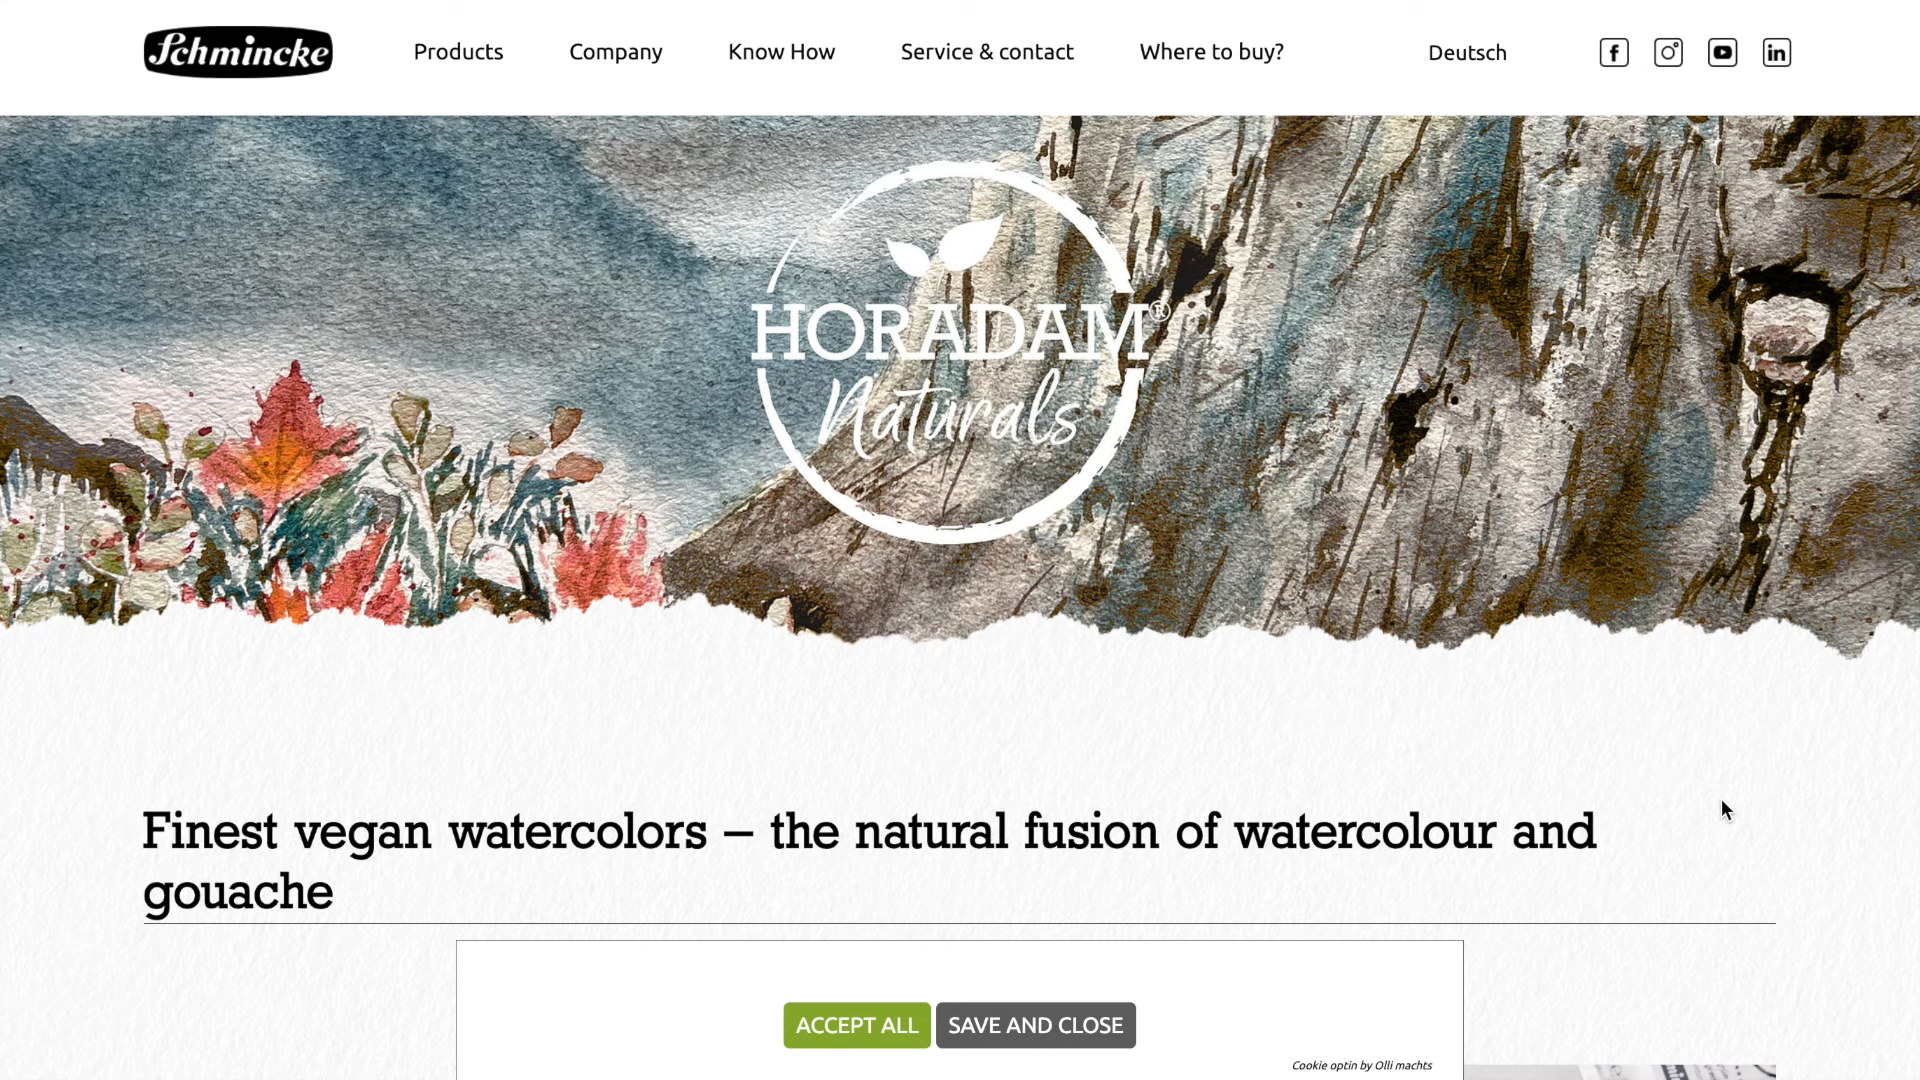 Schmincke
Products
Company
Know How
Service & contact
Where to buy?
Deutsch
HORADAM®
Naturals
Finest vegan watercolors – the natural fusion of watercolour and
gouache
ACCEPT ALL
SAVE AND CLOSE
Cookie optin by Olli machts